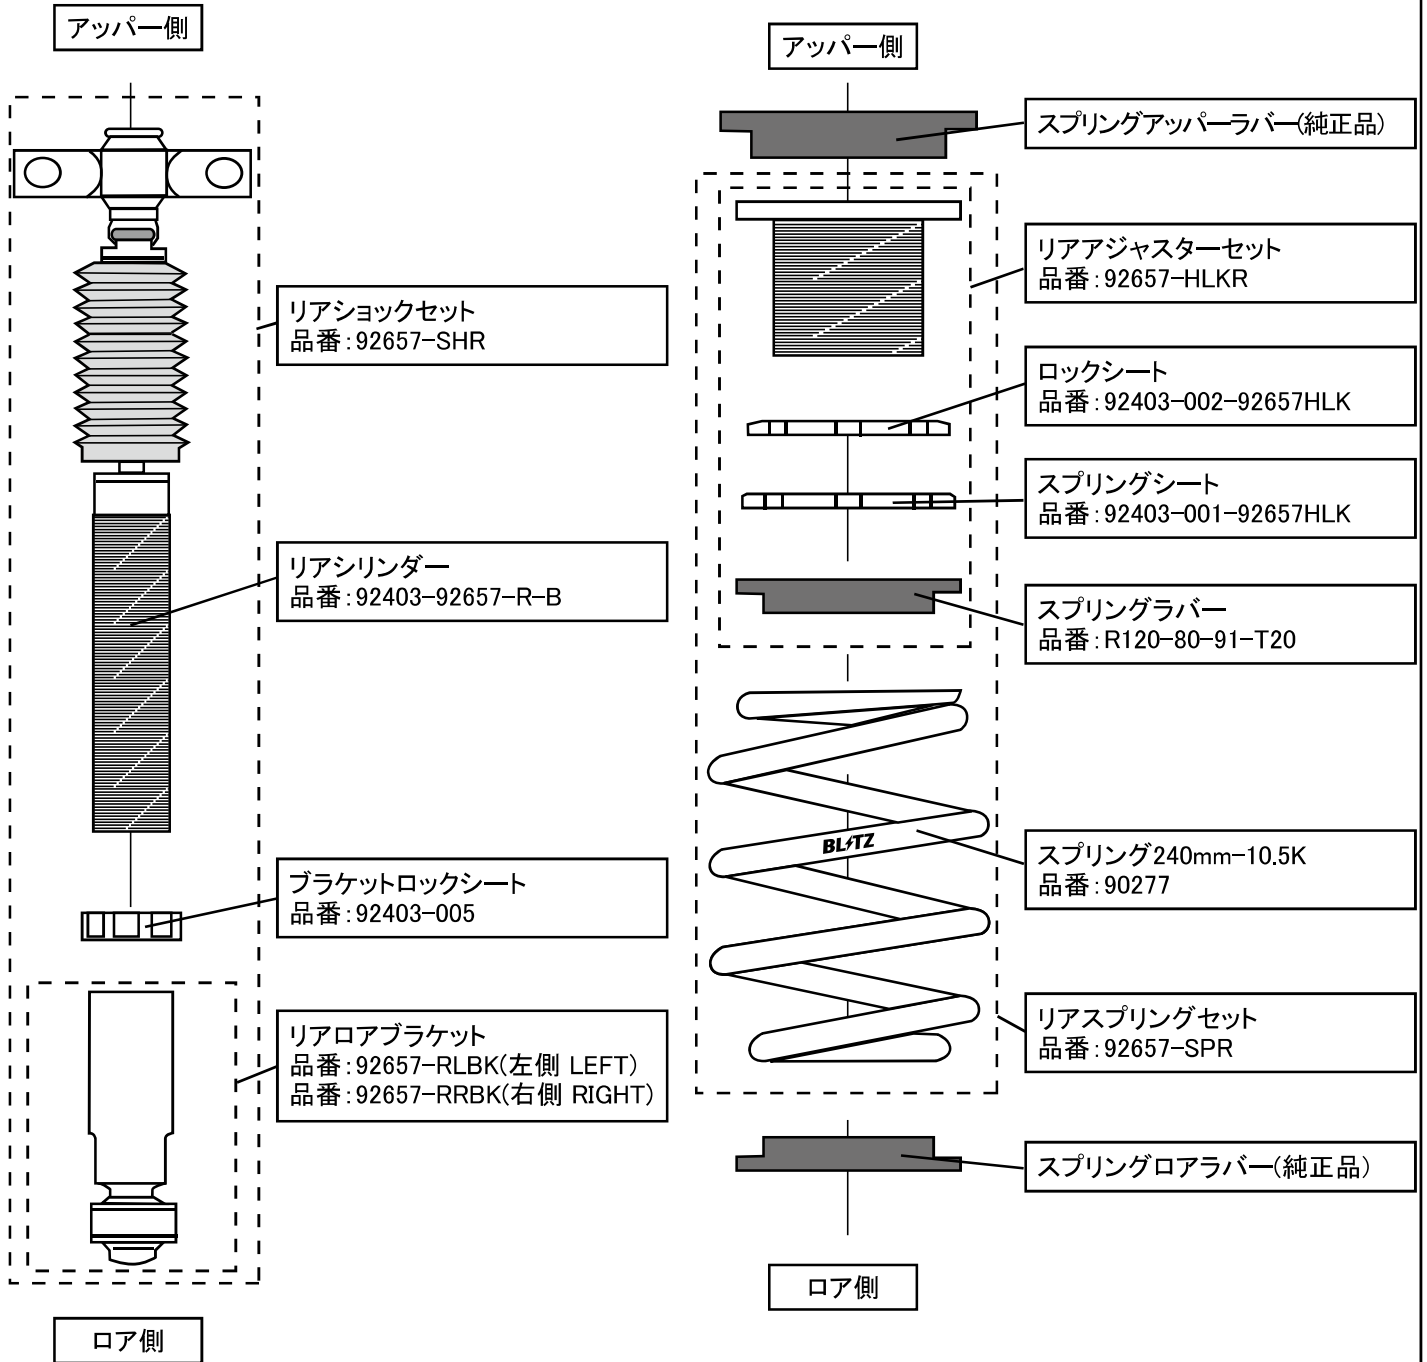 アッパー側
リアショックセット
品番:92657-SHR
リアシリンダー
品番:92403-92657-R-B
ブラケットロックシート
品番:92403-005
リアロアブラケット
品番:92657-RLBK(左側 LEFT)
品番:92657-RRBK(右側 RIGHT)
ロア側
アッパー側
スプリングアッパーラバー(純正品)
リアアジャスターセット
品番:92657-HLKR
ロックシート
品番:92403-002-92657HLK
スプリングシート
品番:92403-001-92657HLK
スプリングラバー
品番:R120-80-91-T20
BLITZ
スプリング240mm-10.5K
品番:90277
リアスプリングセット
品番:92657-SPR
スプリングロアラバー(純正品)
ロア側